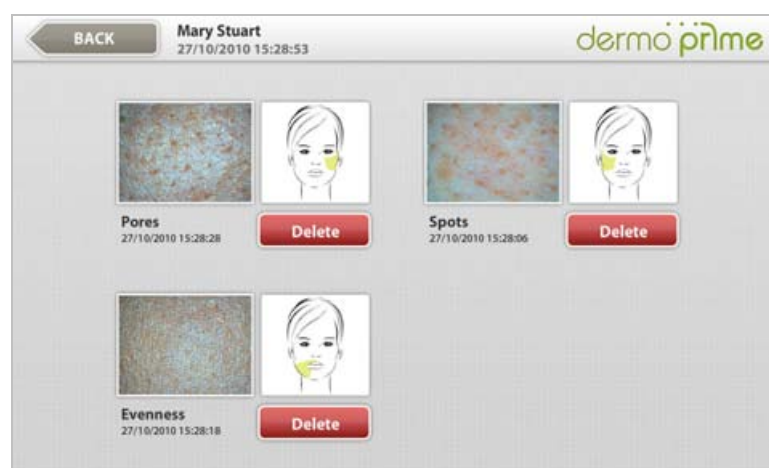 BACK
Mary Stuart
27/10/2010 15:28:53
dermo prime
Pores
27/10/2010 15:28:28
Delete
Spots
27/10/2010 15:28:06
Delete
Evenness
27/10/2010 15:28:18
Delete